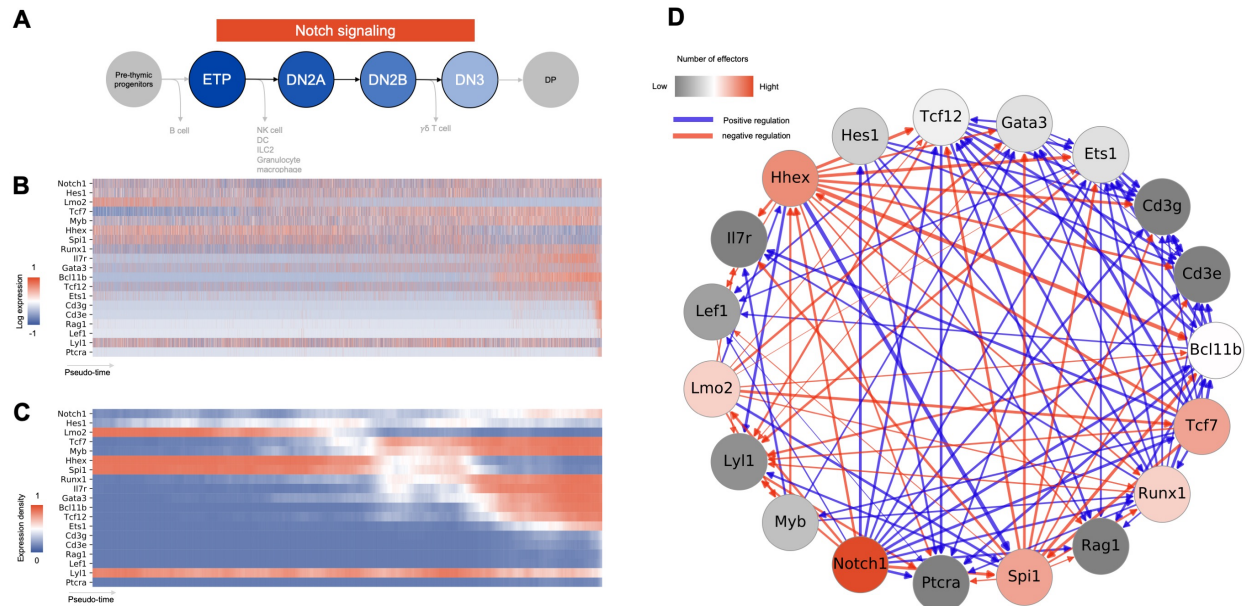 A
Notch signaling
Pre-thymic
progenitors
ETP
DN2A
DN2B
DN3
DP
B cell
NK cell
DC
ILC2
Granulocyte
macrophage
γδ T cell
B
Notch1
Hes1
Lmo2
Tcf7
Myb
Hhex
Spi1
Runx1
Il7r
Gata3
Bcl11b
Tcf12
Ets1
Cd3g
Cd3e
Rag1
Lef1
Lyl1
Ptcra
Log expression
1
-1
Pseudo-time
C
Notch1
Hes1
Lmo2
Tcf7
Myb
Hhex
Spi1
Runx1
Il7r
Gata3
Bcl11b
Tcf12
Ets1
Cd3g
Cd3e
Rag1
Lef1
Lyl1
Ptcra
Expression density
1
0
Pseudo-time
D
Number of effectors
Low
Hight
Positive regulation
negative regulation
Tcf12
Gata3
Ets1
Cd3g
Cd3e
Bcl11b
Tcf7
Runx1
Rag1
Spi1
Ptcra
Notch1
Myb
Lyl1
Lmo2
Lef1
Il7r
Hhex
Hes1